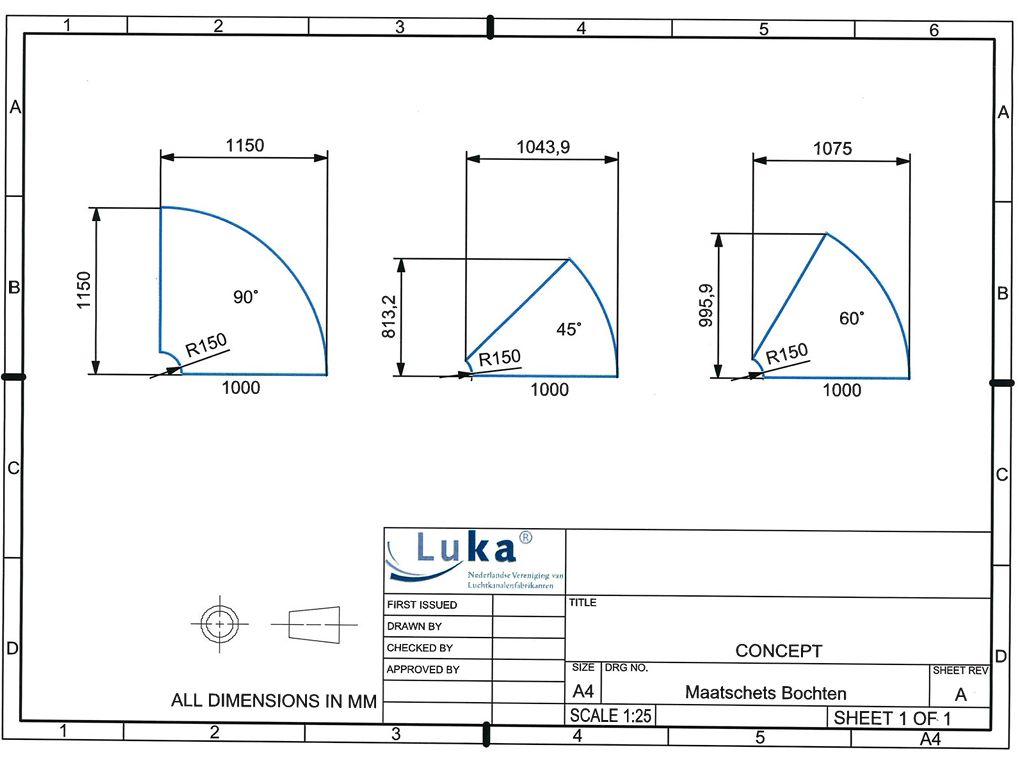 1 2 3 4 5 6
A
A
1150
1043,9
1075
B
B
1150
90°
R150
1000
813,2
45°
R150
1000
995,9
60°
R150
1000
C
C
Luka®
Nederlandse Vereniging van
Luchtkanalenfabrikanten
FIRST ISSUED
DRAWN BY
CHECKED BY
APPROVED BY
TITLE
CONCEPT
SIZE
A4
DRG NO.
Maatschets Bochten
SHEET REV
A
SCALE 1:25
SHEET 1 OF 1
D
D
ALL DIMENSIONS IN MM
1 2 3 4 5 A4